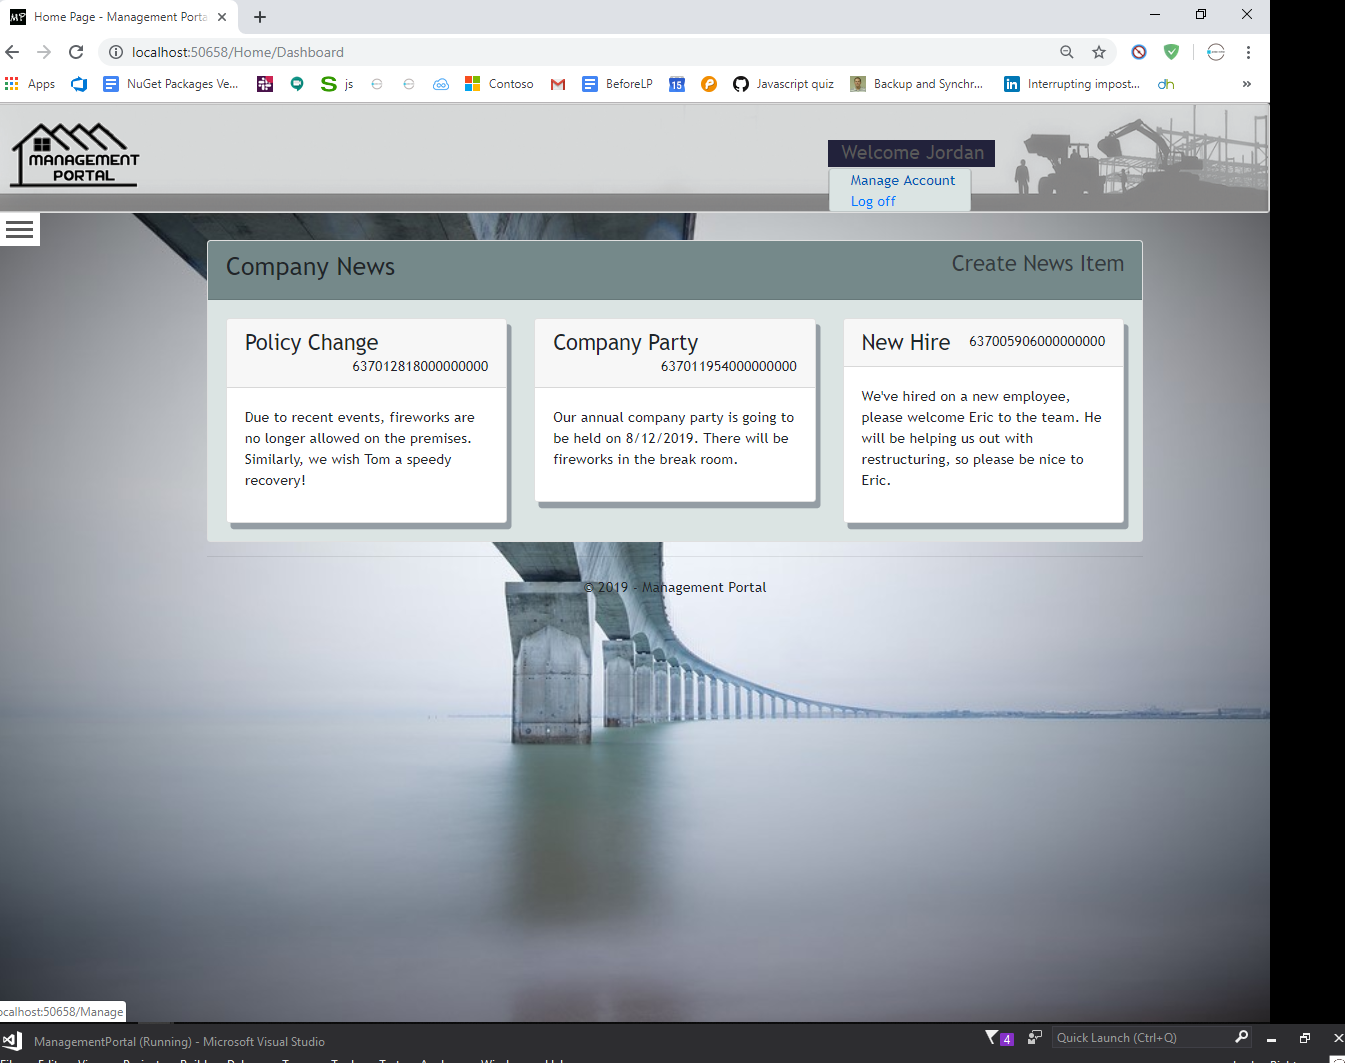 Home Page - Management Porta
localhost:50658/Home/Dashboard
Apps
NuGet Packages Ve...
js
Contoso
BeforeLP
15
Javascript quiz
Backup and Synchr...
Interrupting impost...
dh
»
MANAGEMENT
PORTAL
Welcome Jordan
Manage Account
Log off
Company News
Create News Item
Policy Change
637012818000000000
Due to recent events, fireworks are
no longer allowed on the premises.
Similarly, we wish Tom a speedy
recovery!
Company Party
637011954000000000
Our annual company party is going to
be held on 8/12/2019. There will be
fireworks in the break room.
New Hire 637005906000000000
We've hired on a new employee,
please welcome Eric to the team. He
will be helping us out with
restructuring, so please be nice to
Eric.
© 2019 - Management Portal
ocalhost:50658/Manage
ManagementPortal (Running) - Microsoft Visual Studio
4
Quick Launch (Ctrl+Q)